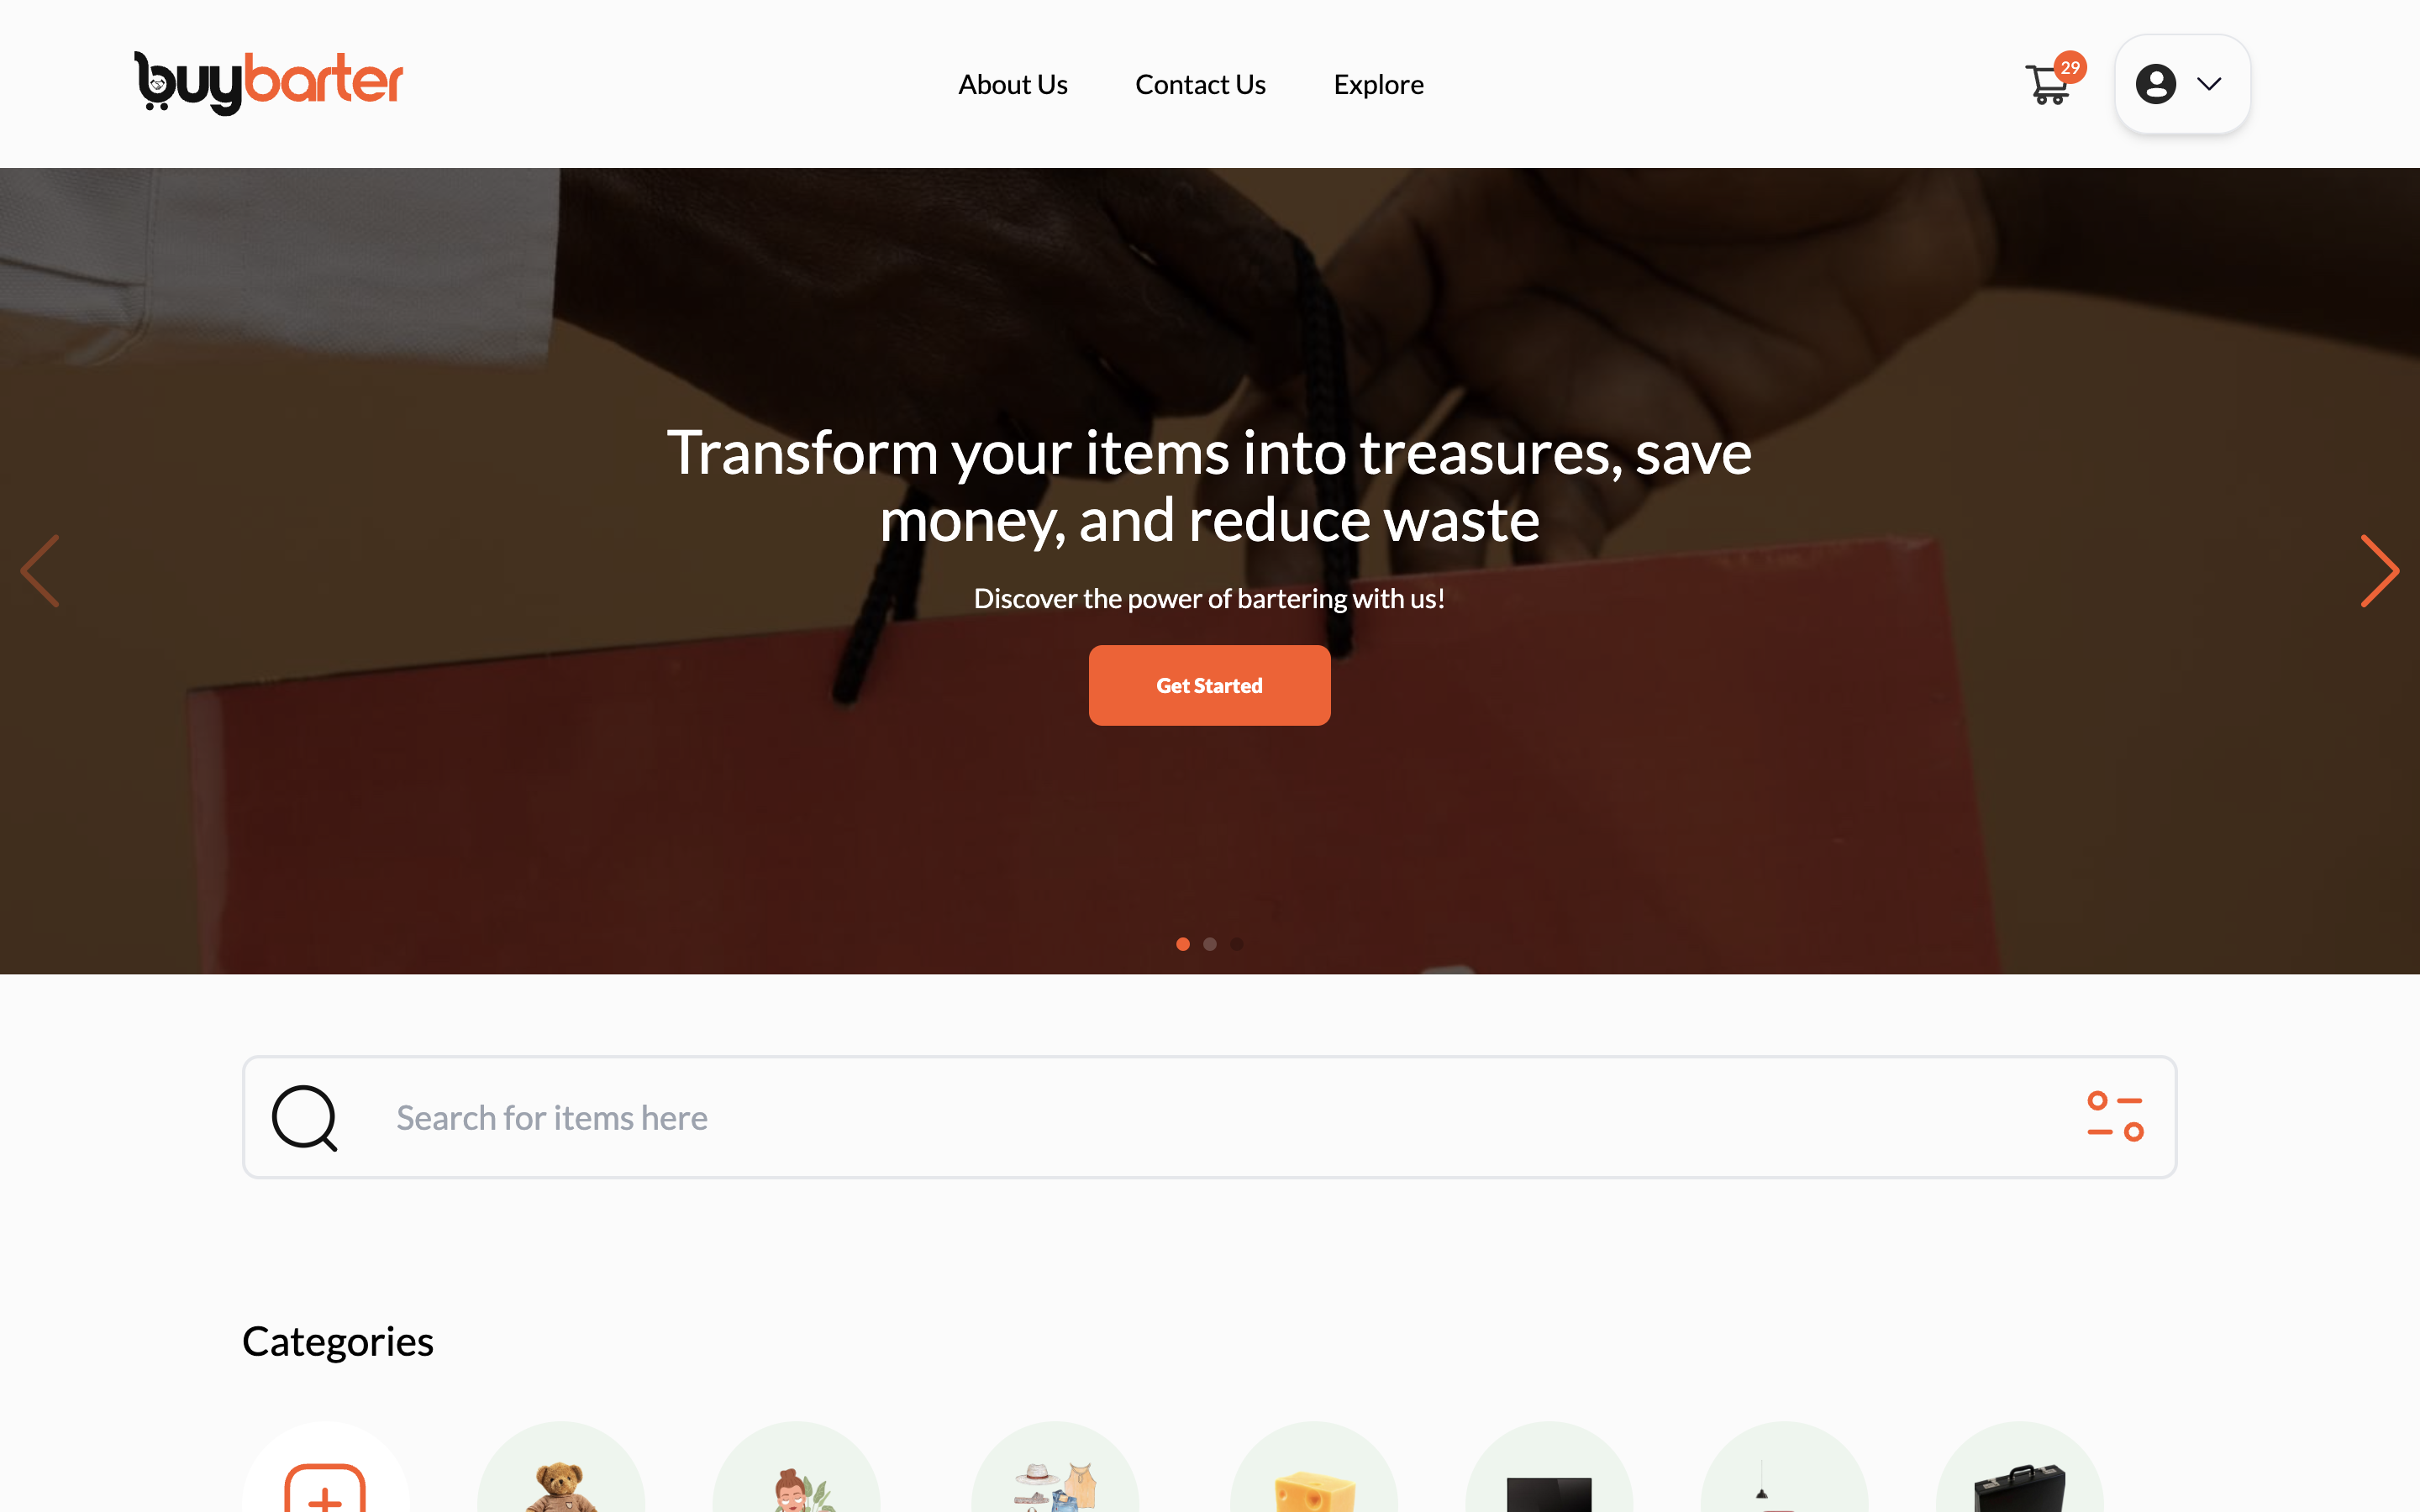 buybarter
About Us
Contact Us
Explore
29
Transform your items into treasures, save
money, and reduce waste
Discover the power of bartering with us!
Get Started
Search for items here
Categories